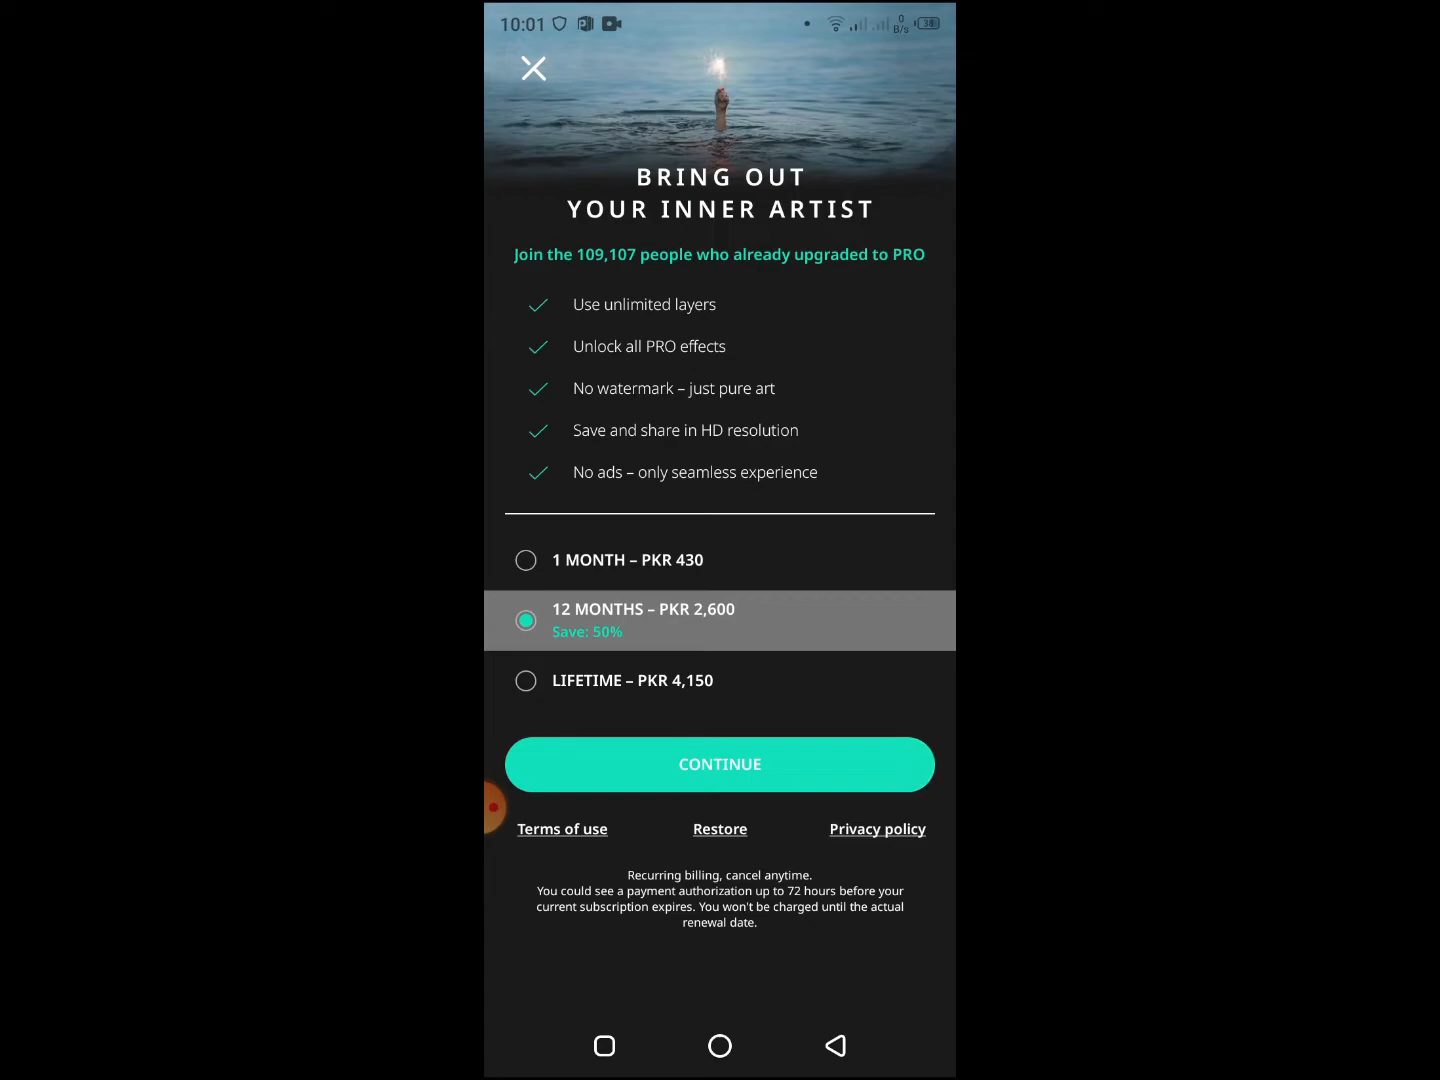 10:01
0
B/s
38
BRING OUT
YOUR INNER ARTIST
Join the 109,107 people who already upgraded to PRO
Use unlimited layers
Unlock all PRO effects
No watermark – just pure art
Save and share in HD resolution
No ads – only seamless experience
1 MONTH – PKR 430
12 MONTHS – PKR 2,600
Save: 50%
LIFETIME – PKR 4,150
CONTINUE
Terms of use
Restore
Privacy policy
Recurring billing, cancel anytime.
You could see a payment authorization up to 72 hours before your
current subscription expires. You won't be charged until the actual
renewal date.